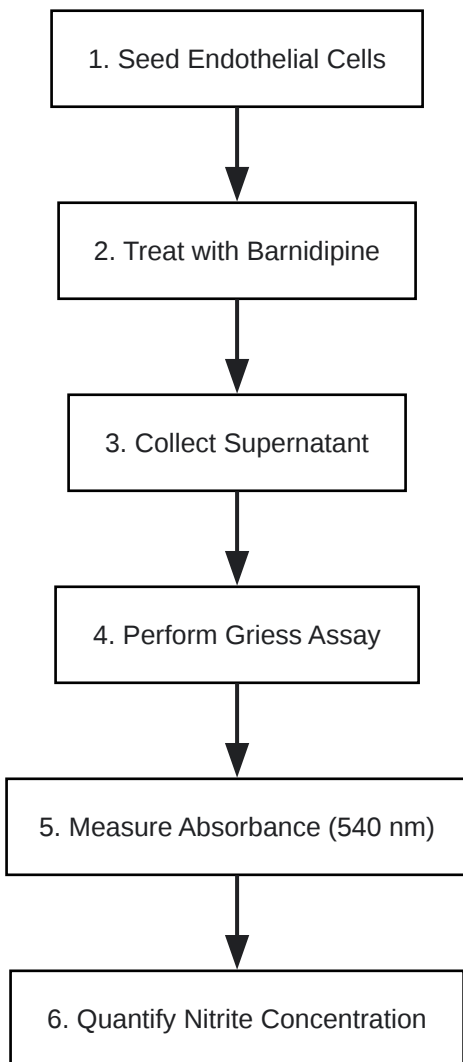 1. Seed Endothelial Cells
2. Treat with Barnidipine
3. Collect Supernatant
4. Perform Griess Assay
5. Measure Absorbance (540 nm)
6. Quantify Nitrite Concentration